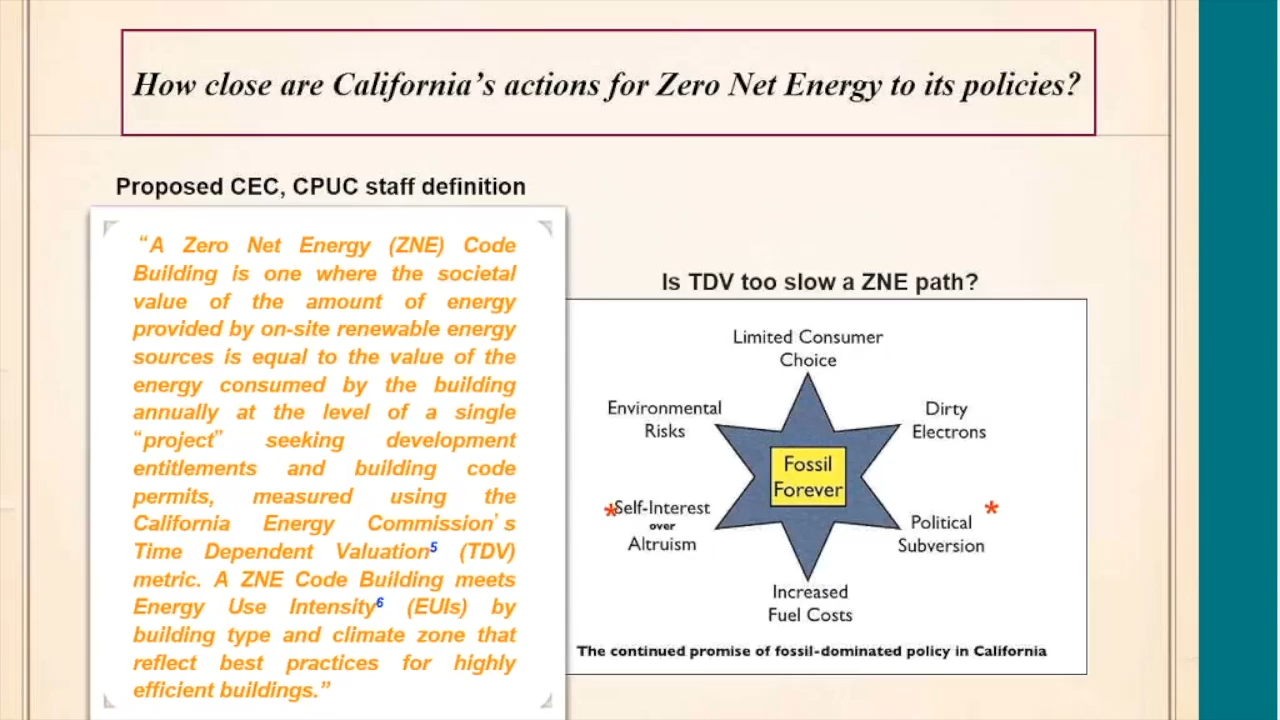 How close are California's actions for Zero Net Energy to its policies?
Proposed CEC, CPUC staff definition
“A Zero Net Energy (ZNE) Code
Building is one where the societal
value of the amount of energy
provided by on-site renewable energy
sources is equal to the value of the
energy consumed by the building
annually at the level of a single
“project” seeking development
entitlements and building code
permits, measured using the
California Energy Commission's
Time Dependent Valuation5 (TDV)
metric. A ZNE Code Building meets
Energy Use Intensity6 (EUIs) by
building type and climate zone that
reflect best practices for highly
efficient buildings.”
Is TDV too slow a ZNE path?
Limited Consumer
Choice
Environmental
Risks
Dirty
Electrons
Fossil
Forever
*Self-Interest
over
Altruism
*
Political
Subversion
Increased
Fuel Costs
The continued promise of fossil-dominated policy in California